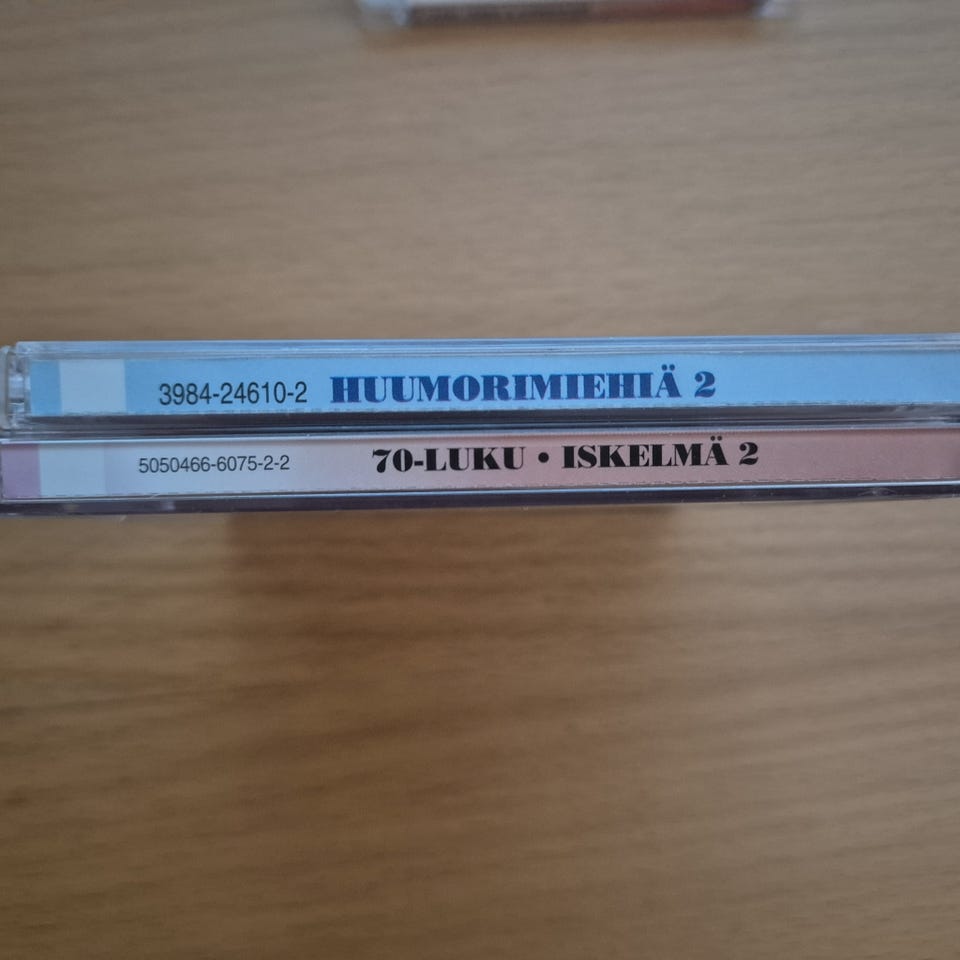 3984-24610-2 HUUMORIMIEHIÄ 2
5050466-6075-2-2 70-LUKU • ISKELMÄ 2